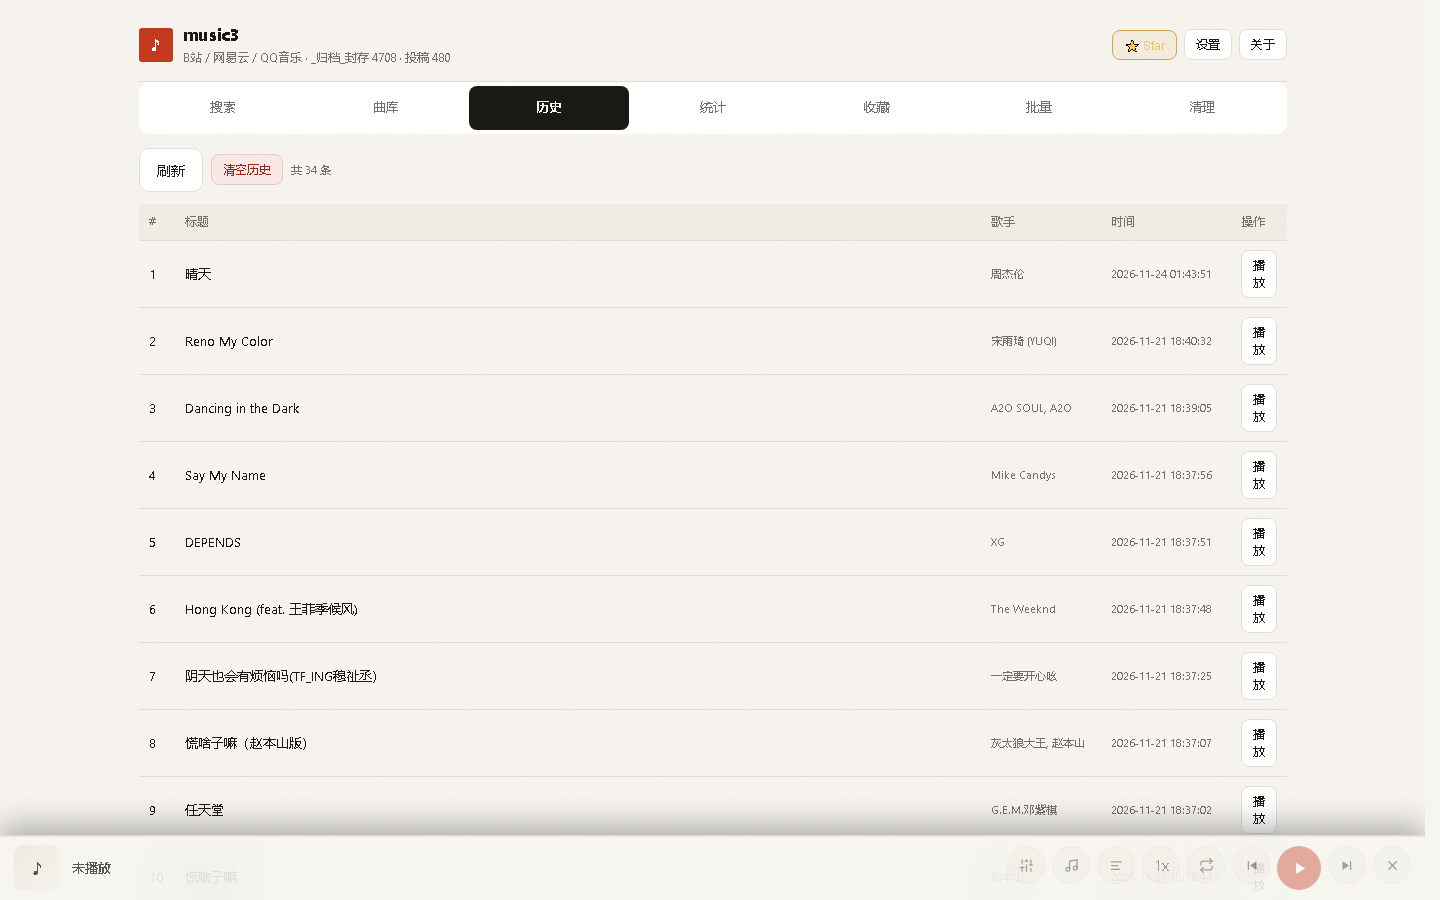 music3
B站 / 网易云 / QQ音乐 · _归档_封存 4708 · 投稿 480
Star 设置 关于
搜索 曲库 历史 统计 收藏 批量 清理
刷新 清空历史 共 34 条
# 标题 歌手 时间 操作
1 晴天 周杰伦 2026-11-24 01:43:51 播放
2 Reno My Color 宋雨琦 (YUQI) 2026-11-21 18:40:32 播放
3 Dancing in the Dark A2O SOUL, A2O 2026-11-21 18:39:05 播放
4 Say My Name Mike Candys 2026-11-21 18:37:56 播放
5 DEPENDS XG 2026-11-21 18:37:51 播放
6 Hong Kong (feat. 王菲季候风) The Weeknd 2026-11-21 18:37:48 播放
7 阴天也会有烦恼吗(TF_ING穆祉丞) 一定要开心咳 2026-11-21 18:37:25 播放
8 慌啥子嘛（赵本山版） 灰太狼大王, 赵本山 2026-11-21 18:37:07 播放
9 任天堂 G.E.M.邓紫棋 2026-11-21 18:37:02 播放
未播放 1x
10 慌啥子嘛 赵本山 播放